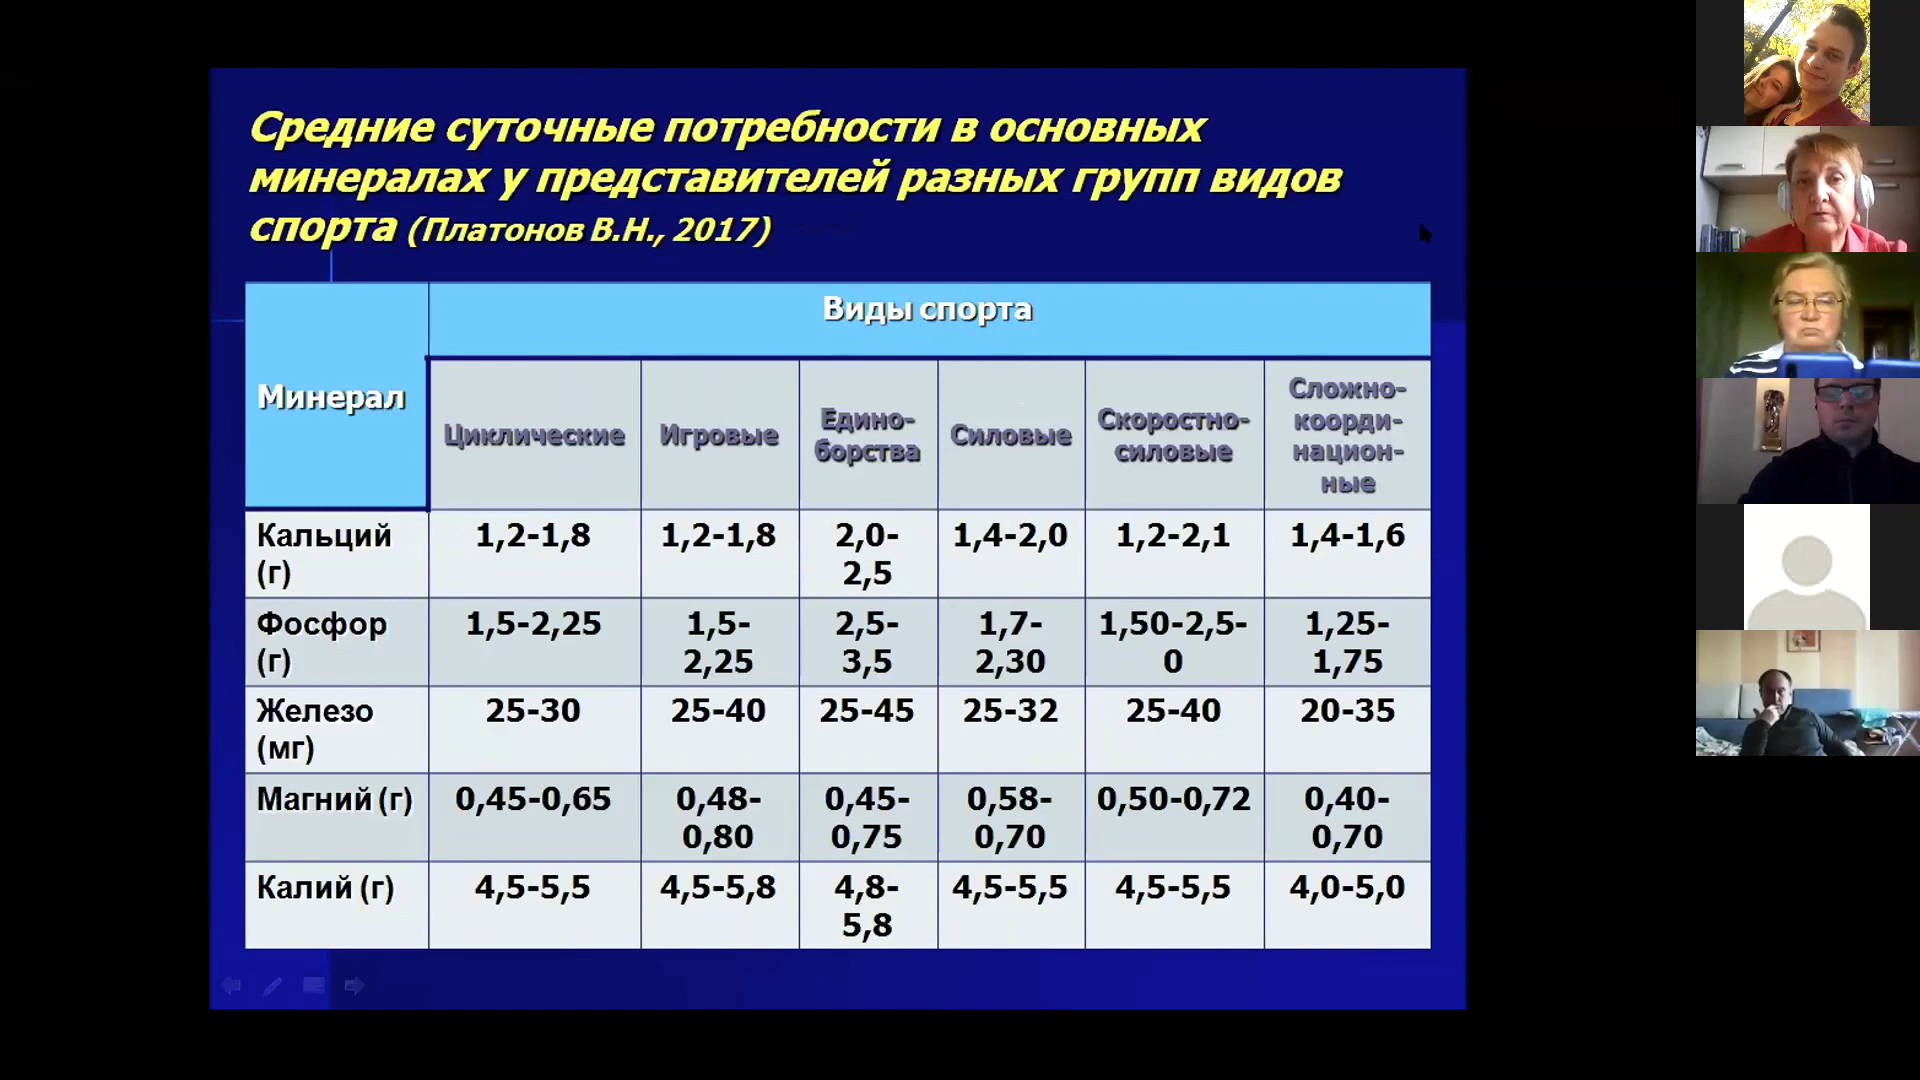 Средние суточные потребности в основных
минералах у представителей разных групп видов
спорта (Платонов В.Н., 2017)
Минерал
Виды спорта
Циклические
Игровые
Едино-
борства
Силовые
Скоростно-
силовые
Сложно-
коорди-
национ-
ные
Кальций
(г)
1,2-1,8
1,2-1,8
2,0-
2,5
1,4-2,0
1,2-2,1
1,4-1,6
Фосфор
(г)
1,5-2,25
1,5-
2,25
2,5-
3,5
1,7-
2,30
1,50-2,5-
0
1,25-
1,75
Железо
(мг)
25-30
25-40
25-45
25-32
25-40
20-35
Магний (г)
0,45-0,65
0,48-
0,80
0,45-
0,75
0,58-
0,70
0,50-0,72
0,40-
0,70
Калий (г)
4,5-5,5
4,5-5,8
4,8-
5,8
4,5-5,5
4,5-5,5
4,0-5,0